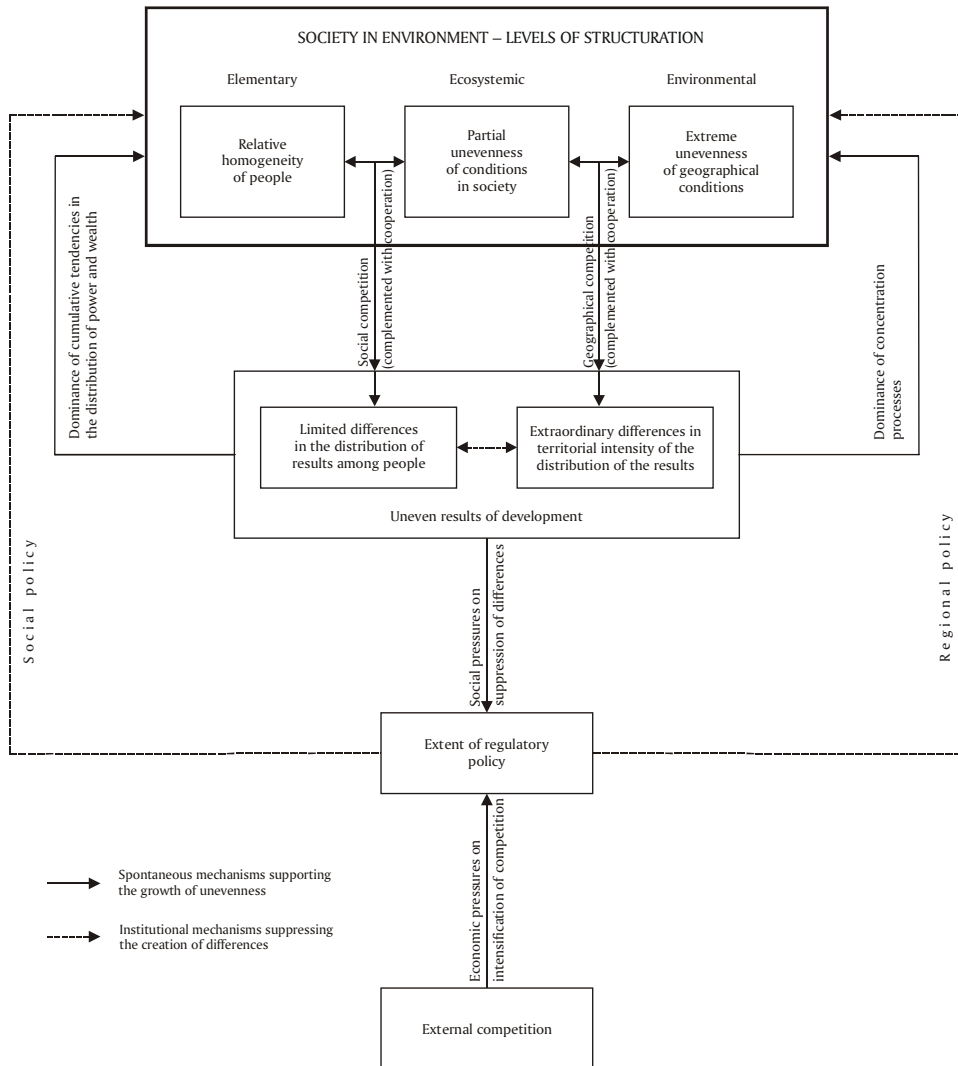 SOCIETY IN ENVIRONMENT – LEVELS OF STRUCTURATION
Elementary
Ecosystemic
Environmental
Relative
homogeneity
of people
Partial
unevenness
of conditions
in society
Extreme
unevenness
of geographical
conditions
Dominance of cumulative tendencies in
the distribution of power and wealth
Social competition
(complemented with cooperation)
Geographical competition
(complemented with cooperation)
Dominance of concentration
processes
Limited differences
in the distribution of
results among people
Extraordinary differences in
territorial intensity of the
distribution of the results
Uneven results of development
Social policy
Regional policy
Social pressures on
suppression of differences
Extent of regulatory
policy
Economic pressures on
intensification of competition
Spontaneous mechanisms supporting
the growth of unevenness
Institutional mechanisms suppressing
the creation of differences
External competition